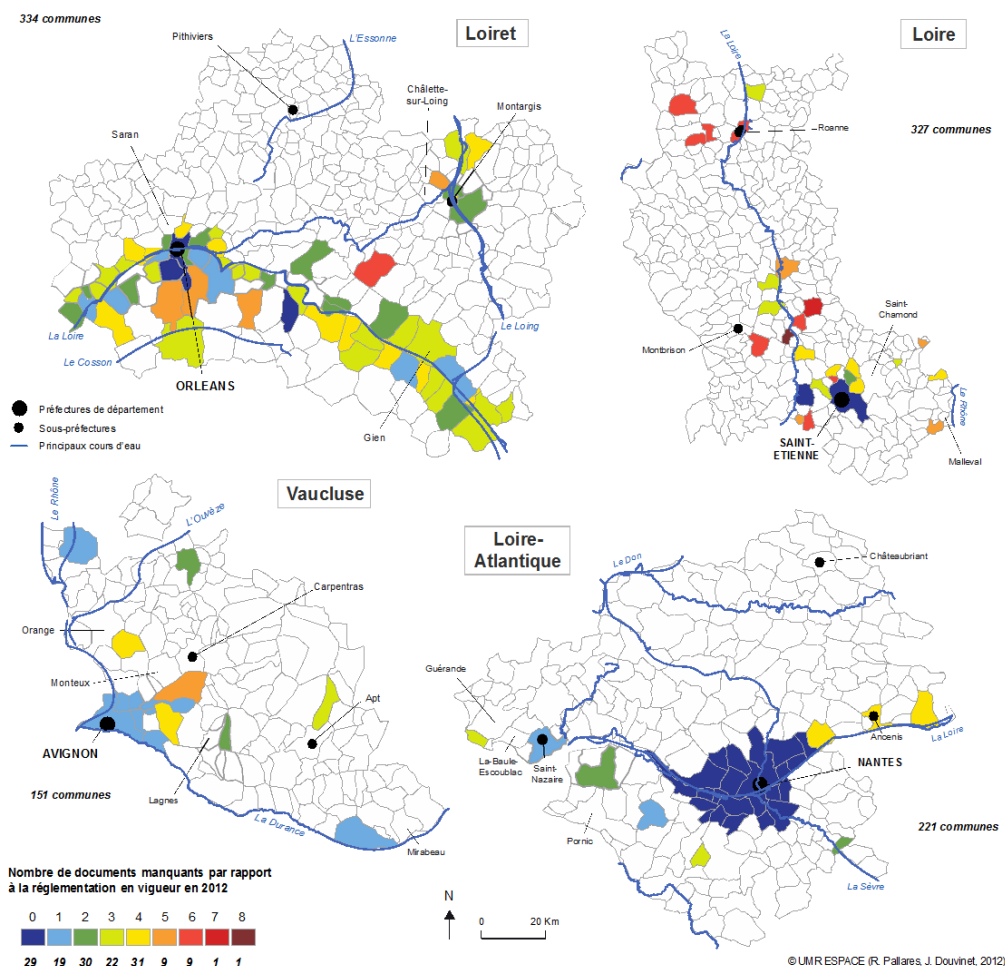 334 communes
Pithiviers
L'Essonne
Loiret
Châlette-
sur-Loing
Montargis
Saran
La Loire
Le Cosson
ORLEANS
Le Loing
Gien
Préfectures de département
Sous-préfectures
Principaux cours d'eau
La Loire
Loire
Roanne
327 communes
Saint-
Chamond
Montbrison
Le Rhône
SAINT-
ETIENNE
Malleval
Le Rhône
L'Ouvèze
Vaucluse
Carpentras
Orange
Monteux
Apt
AVIGNON
151 communes
Lagnes
La Durance
Mirabeau
Loire-
Atlantique
La Don
Châteaubriant
Guérande
La-Baule-
Escoublac
Saint-
Nazaire
Ancenis
La Loire
NANTES
Pornic
221 communes
La Sèvre
Nombre de documents manquants par rapport
à la réglementation en vigueur en 2012
0 1 2 3 4 5 6 7 8
29 19 30 22 31 9 9 1 1
N
0 20 Km
© UMR ESPACE (R. Pallares, J. Douvinet, 2012)